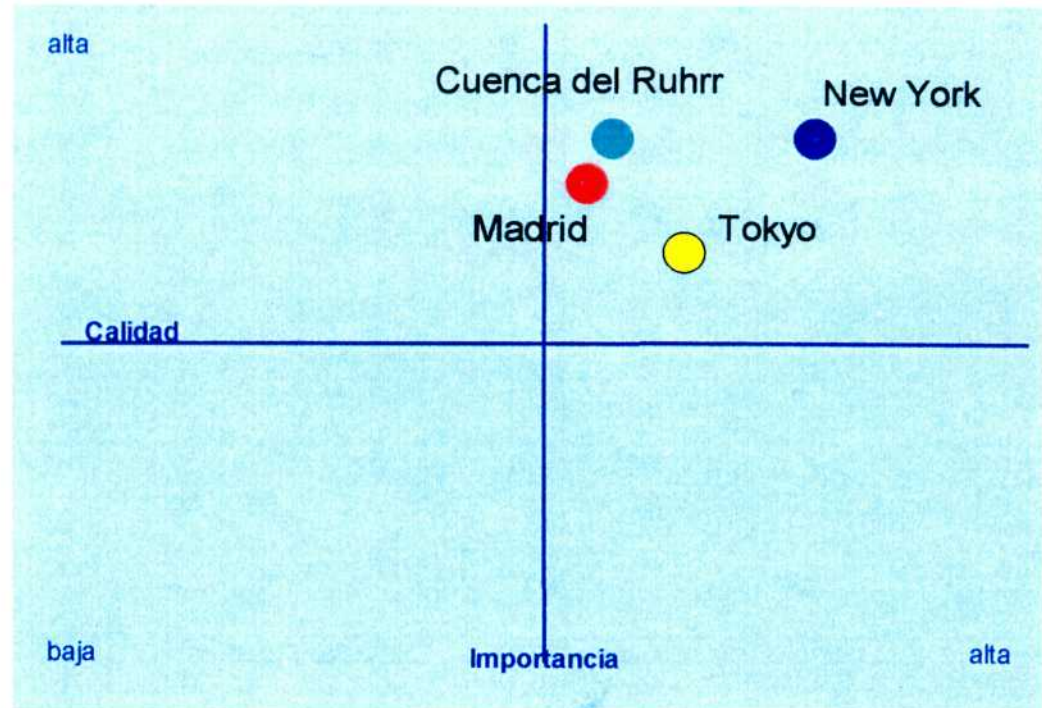 alta
Cuenca del Ruhrr
New York
Madrid
Tokyo
Calidad
baja
Importancia
alta